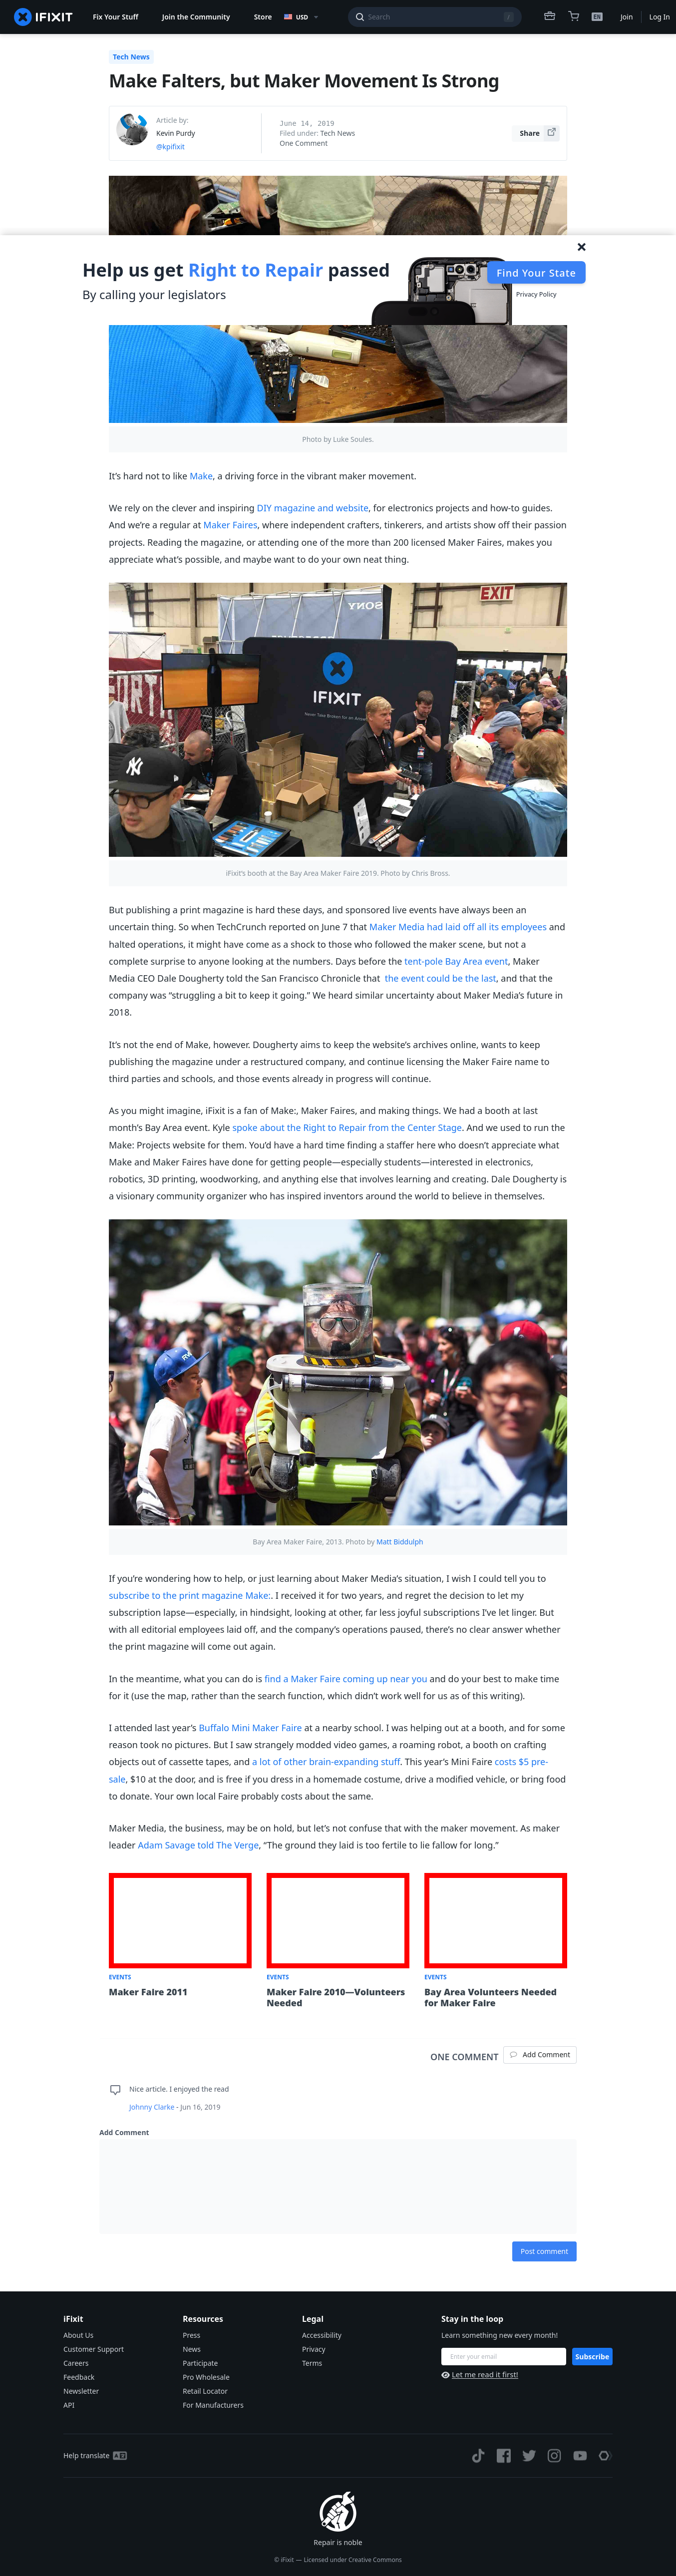 IFIXIT
Fix Your Stuff
Join the Community
Store
USD
Search
/
EN
Join
Log In
Tech News
Make Falters, but Maker Movement Is Strong
Article by:
Kevin Purdy
@kpifixit
June 14, 2019
Filed under: Tech News
One Comment
Share
Help us get Right to Repair passed
By calling your legislators
Find Your State
Privacy Policy
Photo by Luke Soules.
It’s hard not to like Make, a driving force in the vibrant maker movement.
We rely on the clever and inspiring DIY magazine and website, for electronics projects and how-to guides.
And we’re a regular at Maker Faires, where independent crafters, tinkerers, and artists show off their passion
projects. Reading the magazine, or attending one of the more than 200 licensed Maker Faires, makes you
appreciate what’s possible, and maybe want to do your own neat thing.
EXIT
SONY
IFIXIT
iFixit’s booth at the Bay Area Maker Faire 2019. Photo by Chris Bross.
But publishing a print magazine is hard these days, and sponsored live events have always been an
uncertain thing. So when TechCrunch reported on June 7 that Maker Media had laid off all its employees and
halted operations, it might have come as a shock to those who followed the maker scene, but not a
complete surprise to anyone looking at the numbers. Days before the tent-pole Bay Area event, Maker
Media CEO Dale Dougherty told the San Francisco Chronicle that the event could be the last, and that the
company was “struggling a bit to keep it going.” We heard similar uncertainty about Maker Media’s future in
2018.
It’s not the end of Make, however. Dougherty aims to keep the website’s archives online, wants to keep
publishing the magazine under a restructured company, and continue licensing the Maker Faire name to
third parties and schools, and those events already in progress will continue.
As you might imagine, iFixit is a fan of Make:, Maker Faires, and making things. We had a booth at last
month’s Bay Area event. Kyle spoke about the Right to Repair from the Center Stage. And we used to run the
Make: Projects website for them. You’d have a hard time finding a staffer here who doesn’t appreciate what
Make and Maker Faires have done for getting people—especially students—interested in electronics,
robotics, 3D printing, woodworking, and anything else that involves learning and creating. Dale Dougherty is
a visionary community organizer who has inspired inventors around the world to believe in themselves.
Bay Area Maker Faire, 2013. Photo by Matt Biddulph
If you’re wondering how to help, or just learning about Maker Media’s situation, I wish I could tell you to
subscribe to the print magazine Make:. I received it for two years, and regret the decision to let my
subscription lapse—especially, in hindsight, looking at other, far less joyful subscriptions I’ve let linger. But
with all editorial employees laid off, and the company’s operations paused, there’s no clear answer whether
the print magazine will come out again.
In the meantime, what you can do is find a Maker Faire coming up near you and do your best to make time
for it (use the map, rather than the search function, which didn’t work well for us as of this writing).
I attended last year’s Buffalo Mini Maker Faire at a nearby school. I was helping out at a booth, and for some
reason took no pictures. But I saw strangely modded video games, a roaming robot, a booth on crafting
objects out of cassette tapes, and a lot of other brain-expanding stuff. This year’s Mini Faire costs $5 pre-
sale, $10 at the door, and is free if you dress in a homemade costume, drive a modified vehicle, or bring food
to donate. Your own local Faire probably costs about the same.
Maker Media, the business, may be on hold, but let’s not confuse that with the maker movement. As maker
leader Adam Savage told The Verge, “The ground they laid is too fertile to lie fallow for long.”
EVENTS
Maker Faire 2011
EVENTS
Maker Faire 2010—Volunteers
Needed
EVENTS
Bay Area Volunteers Needed
for Maker Faire
ONE COMMENT
Add Comment
Nice article. I enjoyed the read
Johnny Clarke - Jun 16, 2019
Add Comment
Post comment
iFixit
About Us
Customer Support
Careers
Feedback
Newsletter
API
Resources
Press
News
Participate
Pro Wholesale
Retail Locator
For Manufacturers
Legal
Accessibility
Privacy
Terms
Stay in the loop
Learn something new every month!
Enter your email
Subscribe
Let me read it first!
Help translate
Repair is noble
© iFixit — Licensed under Creative Commons